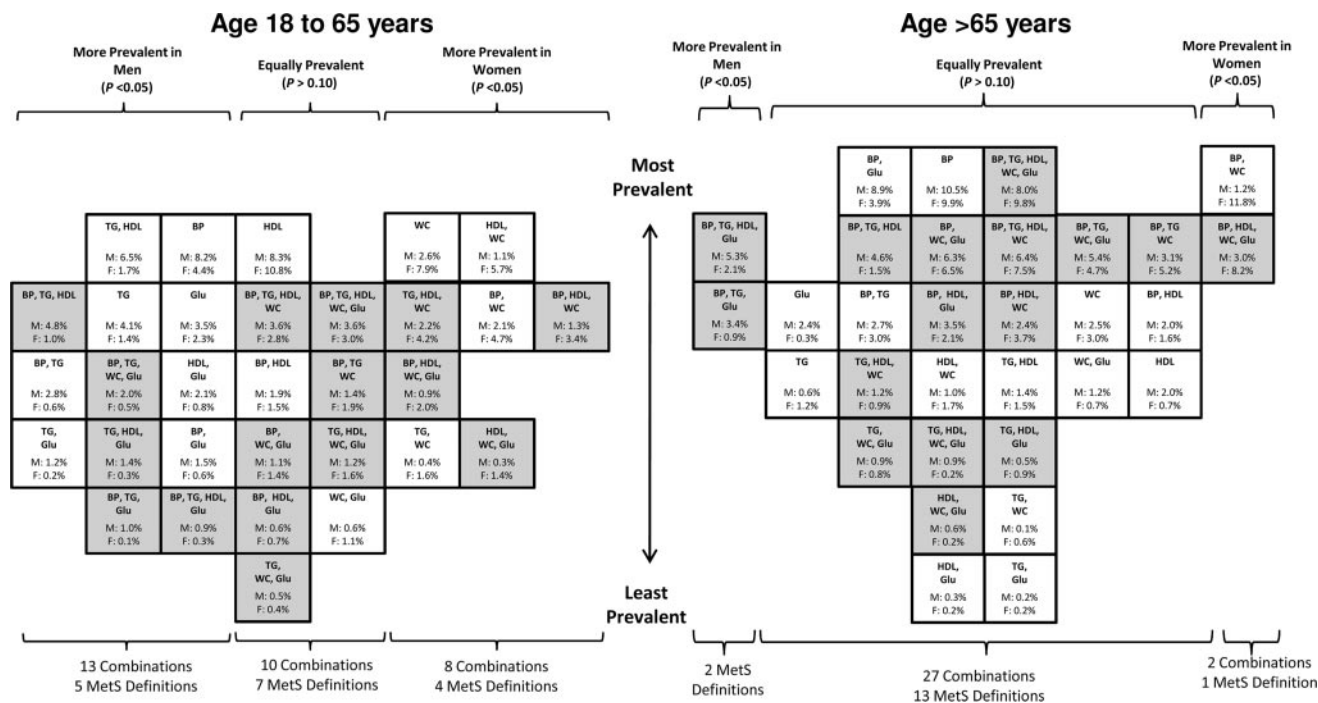 Age 18 to 65 years
More Prevalent in
Men
(P <0.05)
Equally Prevalent
(P > 0.10)
More Prevalent in
Women
(P <0.05)
TG, HDL
M: 6.5%
F: 1.7%
BP
M: 8.2%
F: 4.4%
HDL
M: 8.3%
F: 10.8%
WC
M: 2.6%
F: 7.9%
HDL,
WC
M: 1.1%
F: 5.7%
BP, TG, HDL
M: 4.8%
F: 1.0%
TG
M: 4.1%
F: 1.4%
Glu
M: 3.5%
F: 2.3%
BP, TG, HDL,
WC
M: 3.6%
F: 2.8%
BP, TG, HDL,
WC, Glu
M: 3.6%
F: 3.0%
TG, HDL,
WC
M: 2.2%
F: 4.2%
BP,
WC
M: 2.1%
F: 4.7%
BP, HDL,
WC
M: 1.3%
F: 3.4%
BP, TG
M: 2.8%
F: 0.6%
BP, TG,
WC, Glu
M: 2.0%
F: 0.5%
HDL,
Glu
M: 2.1%
F: 0.8%
BP, HDL
M: 1.9%
F: 1.5%
BP, TG
WC
M: 1.4%
F: 1.9%
BP, HDL,
WC, Glu
M: 0.9%
F: 2.0%
TG,
Glu
M: 1.2%
F: 0.2%
TG, HDL,
Glu
M: 1.4%
F: 0.3%
BP,
Glu
M: 1.5%
F: 0.6%
BP,
WC, Glu
M: 1.1%
F: 1.4%
TG, HDL,
WC, Glu
M: 1.2%
F: 1.6%
TG,
WC
M: 0.4%
F: 1.6%
HDL,
WC, Glu
M: 0.3%
F: 1.4%
BP, TG,
Glu
M: 1.0%
F: 0.1%
BP, TG, HDL,
Glu
M: 0.9%
F: 0.3%
BP, HDL,
Glu
M: 0.6%
F: 0.7%
WC, Glu
M: 0.6%
F: 1.1%
TG,
WC, Glu
M: 0.5%
F: 0.4%
13 Combinations
5 MetS Definitions
10 Combinations
7 MetS Definitions
8 Combinations
4 MetS Definitions
Most
Prevalent
Least
Prevalent
Age >65 years
More Prevalent in
Men
(P <0.05)
Equally Prevalent
(P > 0.10)
More Prevalent in
Women
(P <0.05)
BP,
Glu
M: 8.9%
F: 3.9%
BP
M: 10.5%
F: 9.9%
BP, TG, HDL,
WC, Glu
M: 8.0%
F: 9.8%
BP,
WC
M: 1.2%
F: 11.8%
BP, TG, HDL,
Glu
M: 5.3%
F: 2.1%
BP, TG, HDL
M: 4.6%
F: 1.5%
BP,
WC, Glu
M: 6.3%
F: 6.5%
BP, TG, HDL,
WC
M: 6.4%
F: 7.5%
BP, TG,
WC, Glu
M: 5.4%
F: 4.7%
BP, TG
WC
M: 3.1%
F: 5.2%
BP, HDL,
WC, Glu
M: 3.0%
F: 8.2%
BP, TG,
Glu
M: 3.4%
F: 0.9%
Glu
M: 2.4%
F: 0.3%
BP, TG
M: 2.7%
F: 3.0%
BP, HDL,
Glu
M: 3.5%
F: 2.1%
BP, HDL,
WC
M: 2.4%
F: 3.7%
WC
M: 2.5%
F: 3.0%
BP, HDL
M: 2.0%
F: 1.6%
TG
M: 0.6%
F: 1.2%
TG, HDL,
WC
M: 1.2%
F: 0.9%
HDL,
WC
M: 1.0%
F: 1.7%
TG, HDL
M: 1.4%
F: 1.5%
WC, Glu
M: 1.2%
F: 0.7%
HDL
M: 2.0%
F: 0.7%
TG,
WC, Glu
M: 0.9%
F: 0.8%
TG, HDL,
WC, Glu
M: 0.9%
F: 0.2%
TG, HDL,
Glu
M: 0.5%
F: 0.9%
HDL,
WC, Glu
M: 0.6%
F: 0.2%
TG,
WC
M: 0.1%
F: 0.6%
HDL,
Glu
M: 0.3%
F: 0.2%
TG,
Glu
M: 0.2%
F: 0.2%
2 MetS
Definitions
27 Combinations
13 MetS Definitions
2 Combinations
1 MetS Definition